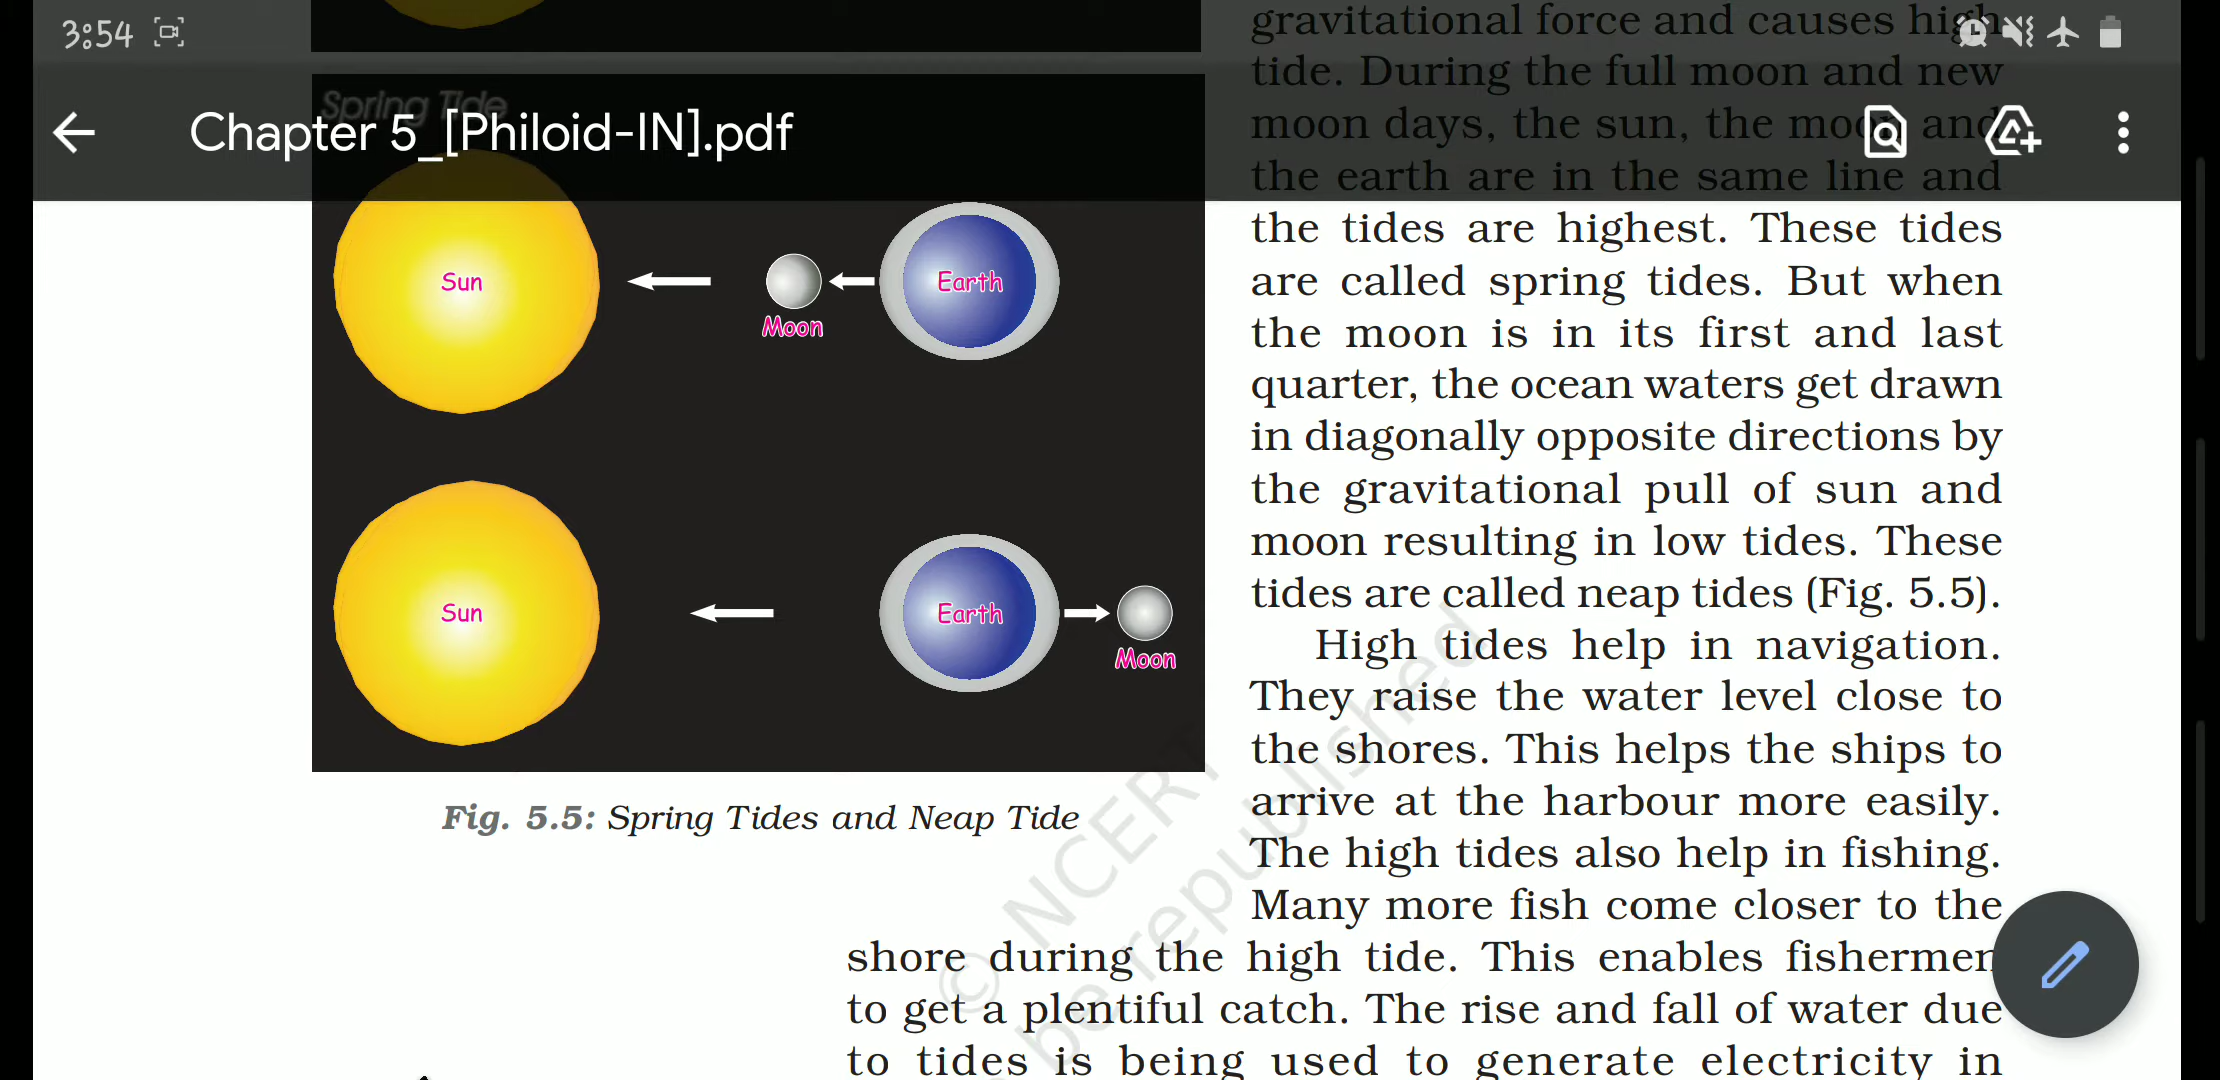 3:54
Chapter 5_[Philoid-IN].pdf
Spring Tide
Sun
Moon
Earth
Sun
Earth
Moon
Fig. 5.5: Spring Tides and Neap Tide
gravitational force and causes high
tide. During the full moon and new
moon days, the sun, the moon and
the earth are in the same line and
the tides are highest. These tides
are called spring tides. But when
the moon is in its first and last
quarter, the ocean waters get drawn
in diagonally opposite directions by
the gravitational pull of sun and
moon resulting in low tides. These
tides are called neap tides (Fig. 5.5).
High tides help in navigation.
They raise the water level close to
the shores. This helps the ships to
arrive at the harbour more easily.
The high tides also help in fishing.
Many more fish come closer to the
shore during the high tide. This enables fishermen
to get a plentiful catch. The rise and fall of water due
to tides is being used to generate electricity in
© NCERT
be republished